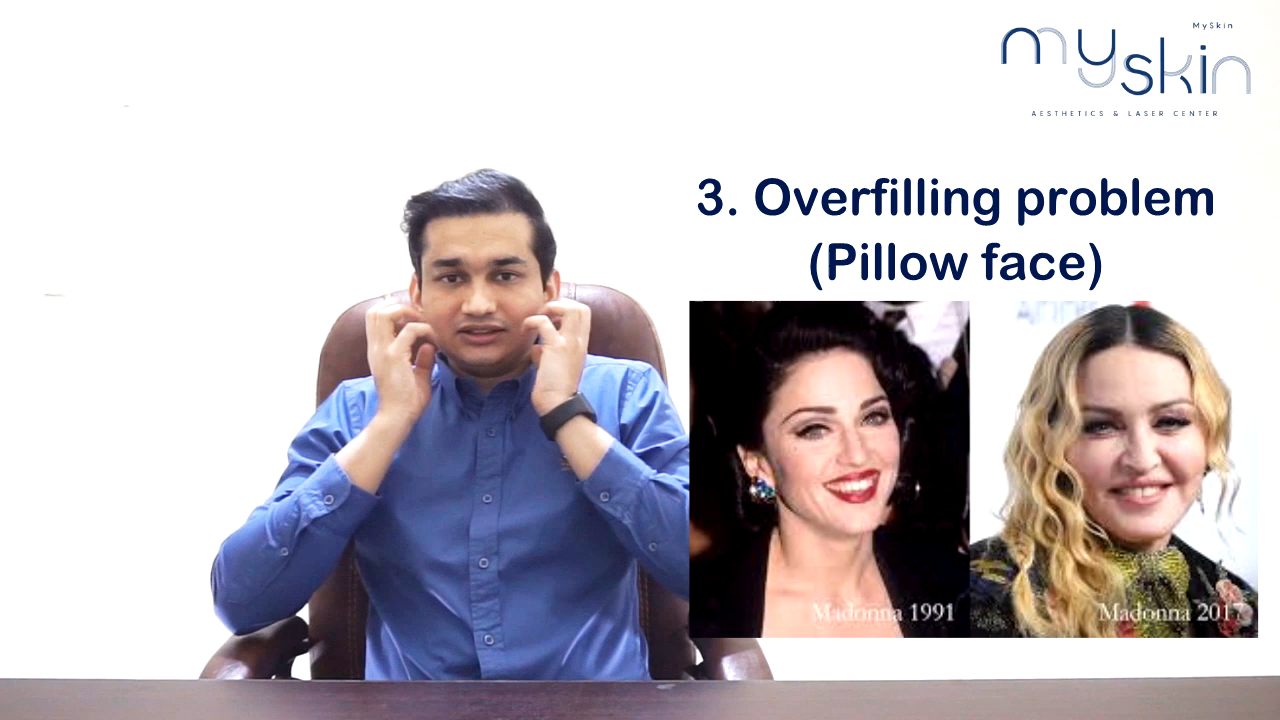 MySkin
myskin
AESTHETICS & LASER CENTER
3. Overfilling problem
(Pillow face)
Madonna 1991
Madonna 2017